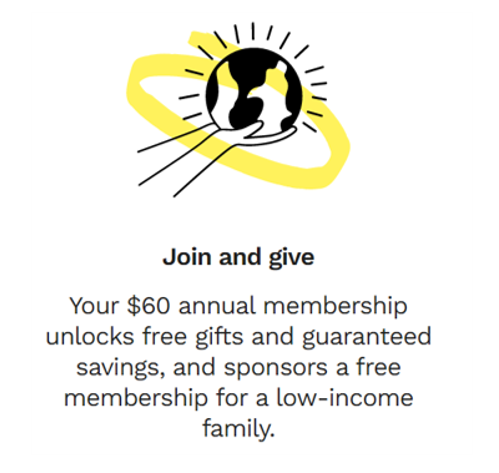 Join and give
Your $60 annual membership
unlocks free gifts and guaranteed
savings, and sponsors a free
membership for a low-income
family.